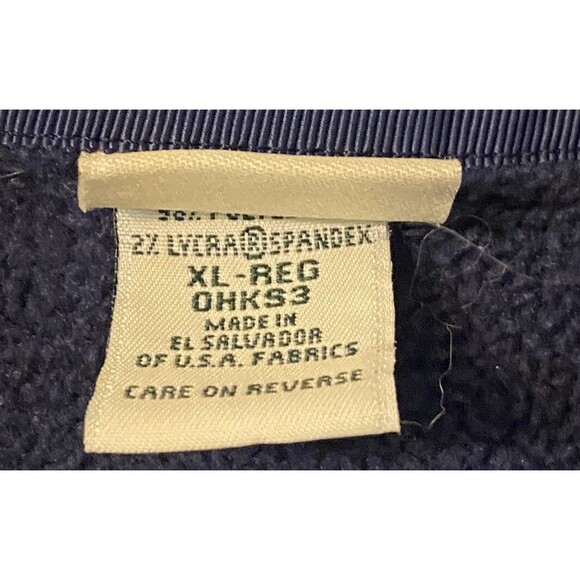 2% LYCRA®SPANDEX
XL-REG
OHKS3
MADE IN
EL SALVADOR
OF U.S.A. FABRICS
CARE ON REVERSE